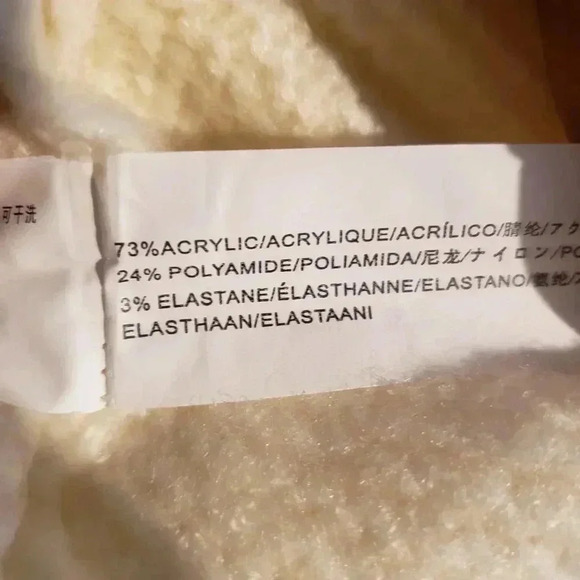 可干洗
73%ACRYLIC/ACRYLIQUE/ACRÍLICO/腈纶/アク
24% POLYAMIDE/POLIAMIDA/尼龙/ナイロン/PO
3% ELASTANE/ÉLASTHANNE/ELASTANO/氨纶/
ELASTHAAN/ELASTAANI